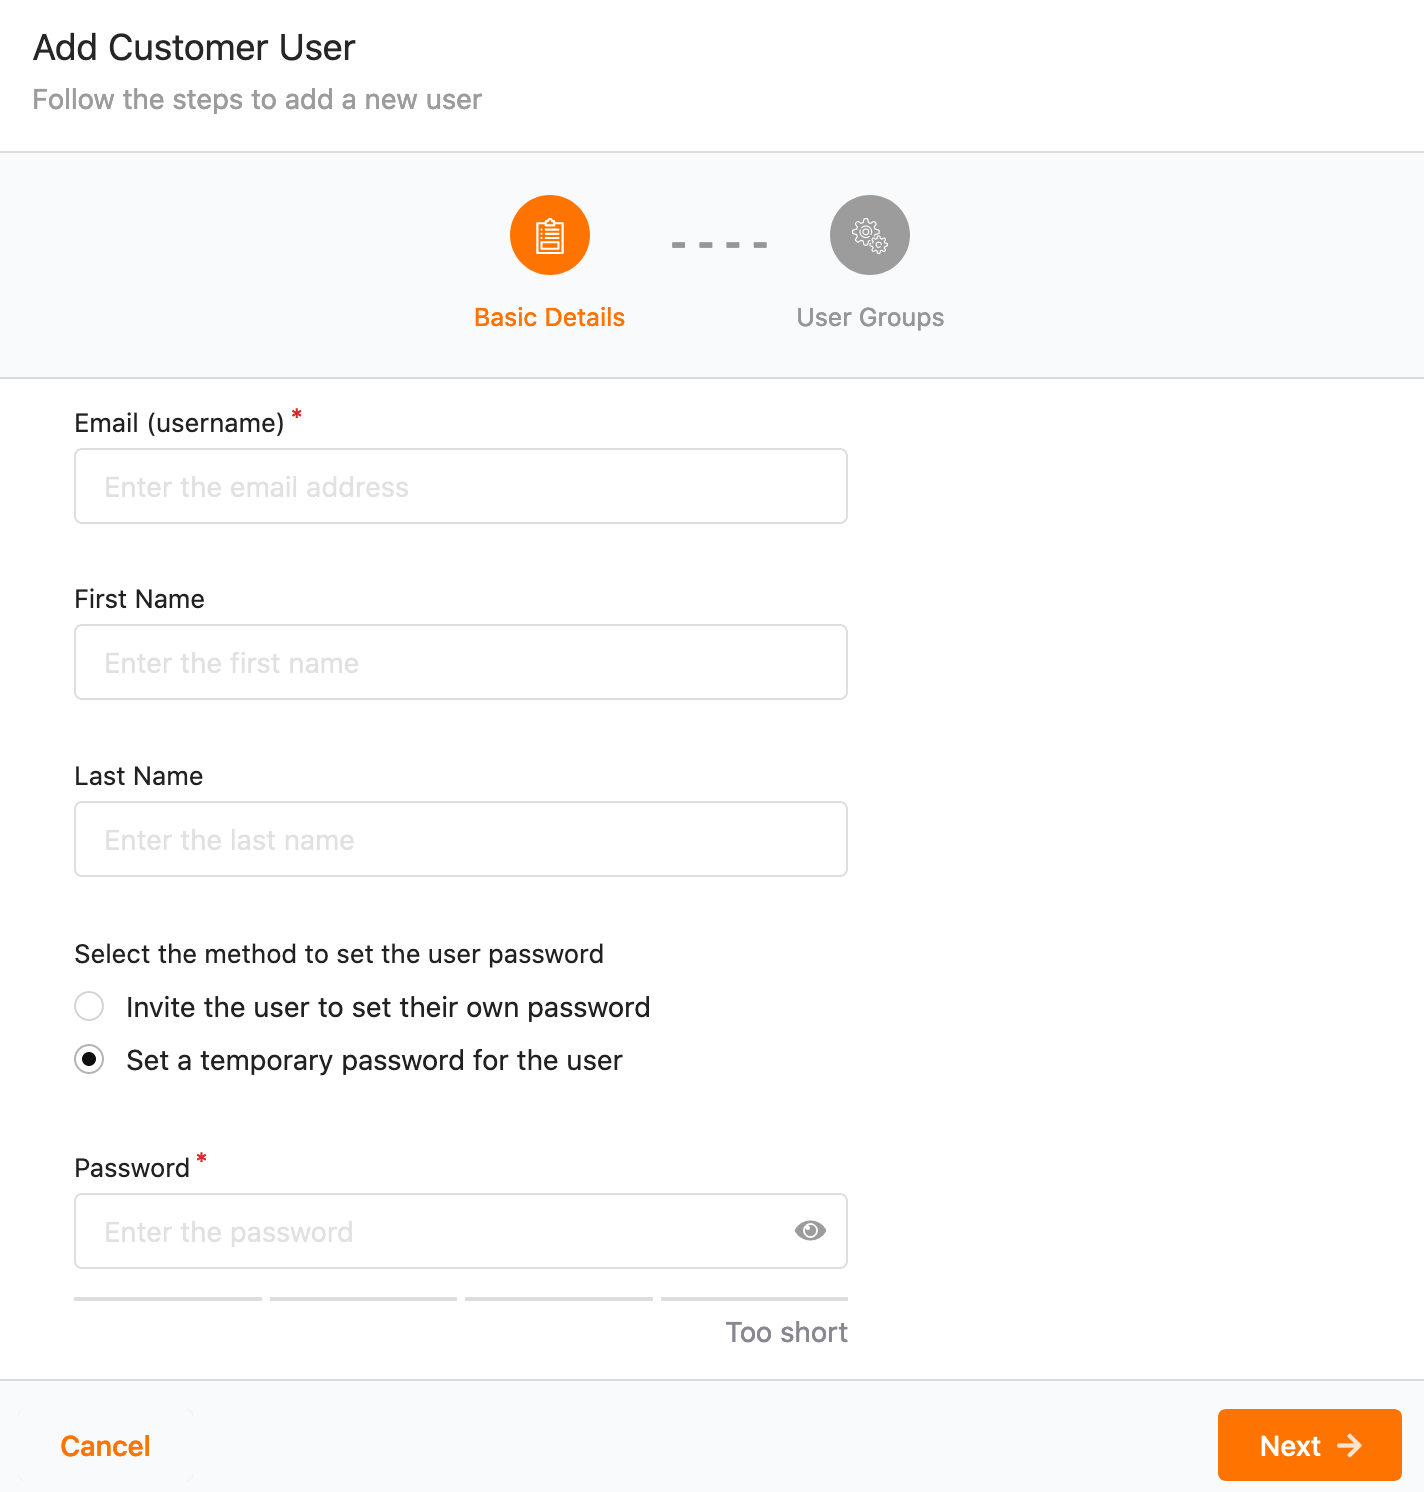 Add Customer User
Follow the steps to add a new user
Basic Details
User Groups
Email (username) *
Enter the email address
First Name
Enter the first name
Last Name
Enter the last name
Select the method to set the user password
Invite the user to set their own password
Set a temporary password for the user
Password *
Enter the password
Too short
Cancel
Next